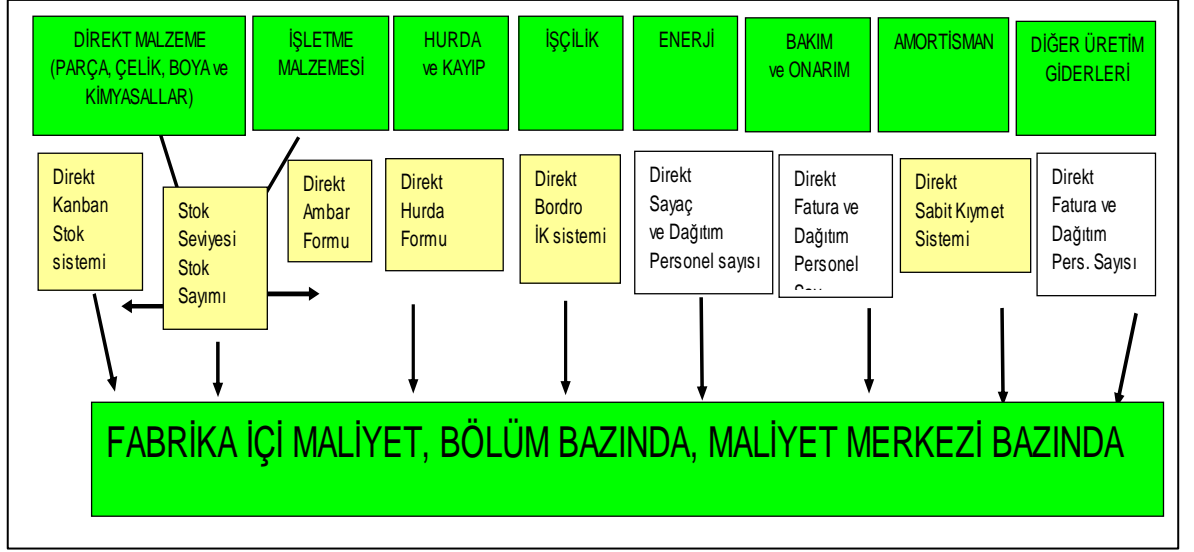 DİREKT MALZEME
(PARÇA, ÇELİK, BOYA ve
KİMYASALLAR)
İŞLETME
MALZEMESİ
HURDA
ve KAYIP
İŞÇİLİK
ENERJİ
BAKIM
ve ONARIM
AMORTİSMAN
DİĞER ÜRETİM
GİDERLERİ
Direkt
Kanban
Stok
sistemi
Stok
Seviyesi
Stok
Sayımı
Direkt
Ambar
Formu
Direkt
Hurda
Formu
Direkt
Bordro
İK sistemi
Direkt
Sayaç
ve Dağıtım
Personel sayısı
Direkt
Fatura ve
Dağıtım
Personel
Direkt
Sabit Kıymet
Sistemi
Direkt
Fatura ve
Dağıtım
Pers. Sayısı
FABRİKA İÇİ MALİYET, BÖLÜM BAZINDA, MALİYET MERKEZİ BAZINDA